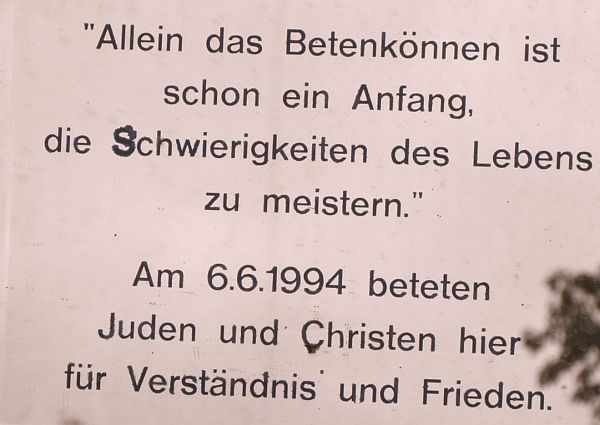 "Allein das Betenkönnen ist
schon ein Anfang,
die Schwierigkeiten des Lebens
zu meistern."
Am 6.6.1994 beteten
Juden und Christen hier
für Verständnis und Frieden.